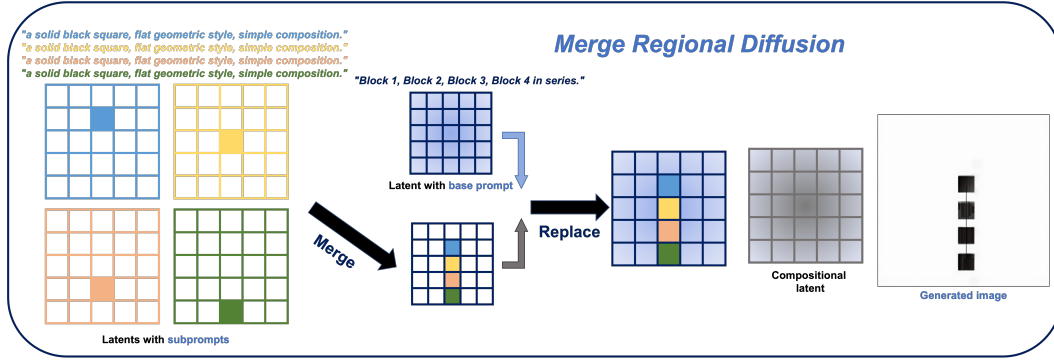 "a solid black square, flat geometric style, simple composition."
"a solid black square, flat geometric style, simple composition."
"a solid black square, flat geometric style, simple composition."
"a solid black square, flat geometric style, simple composition."
Merge Regional Diffusion
"Block 1, Block 2, Block 3, Block 4 in series."
Latent with base prompt
Merge
Replace
Compositional
latent
Generated image
Latents with subprompts